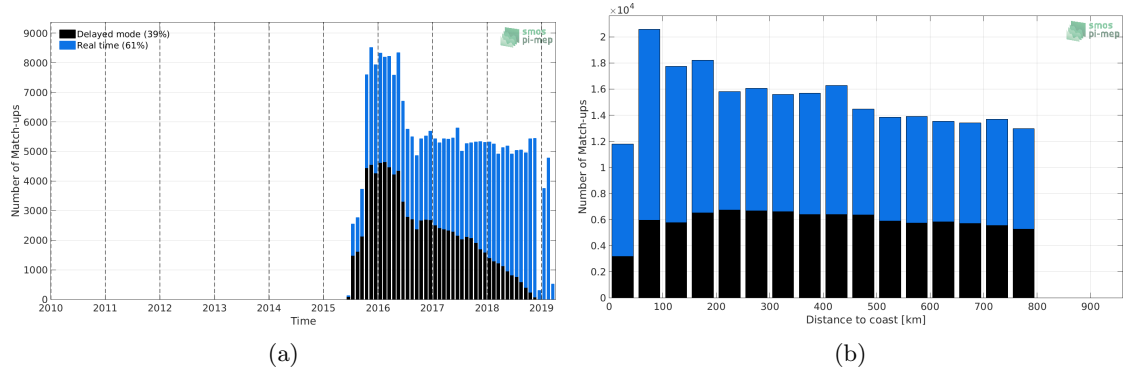 Delayed mode (39%)
Real time (61%)
smos
pi-mep
Number of Match-ups
9000
8000
7000
6000
5000
4000
3000
2000
1000
0
2010 2011 2012 2013 2014 2015 2016 2017 2018 2019
Time
(a)
×10⁴
smos
pi-mep
Number of Match-ups
2
1.8
1.6
1.4
1.2
1
0.8
0.6
0.4
0.2
0
0 100 200 300 400 500 600 700 800 900
Distance to coast [km]
(b)